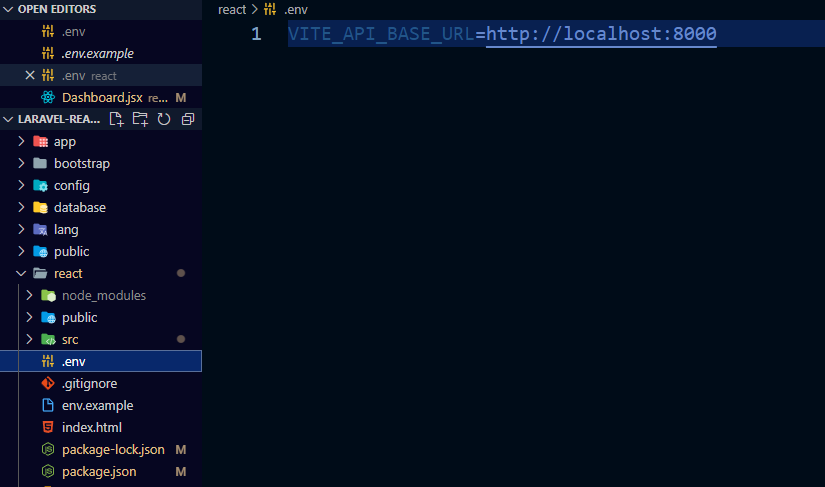 OPEN EDITORS
.env
.env.example
.env react
Dashboard.jsx re... M
LARAVEL-REA...
app
bootstrap
config
database
lang
public
react
node_modules
public
src
.env
.gitignore
env.example
index.html
package-lock.json M
package.json M
react > .env
1 VITE_API_BASE_URL=http://localhost:8000